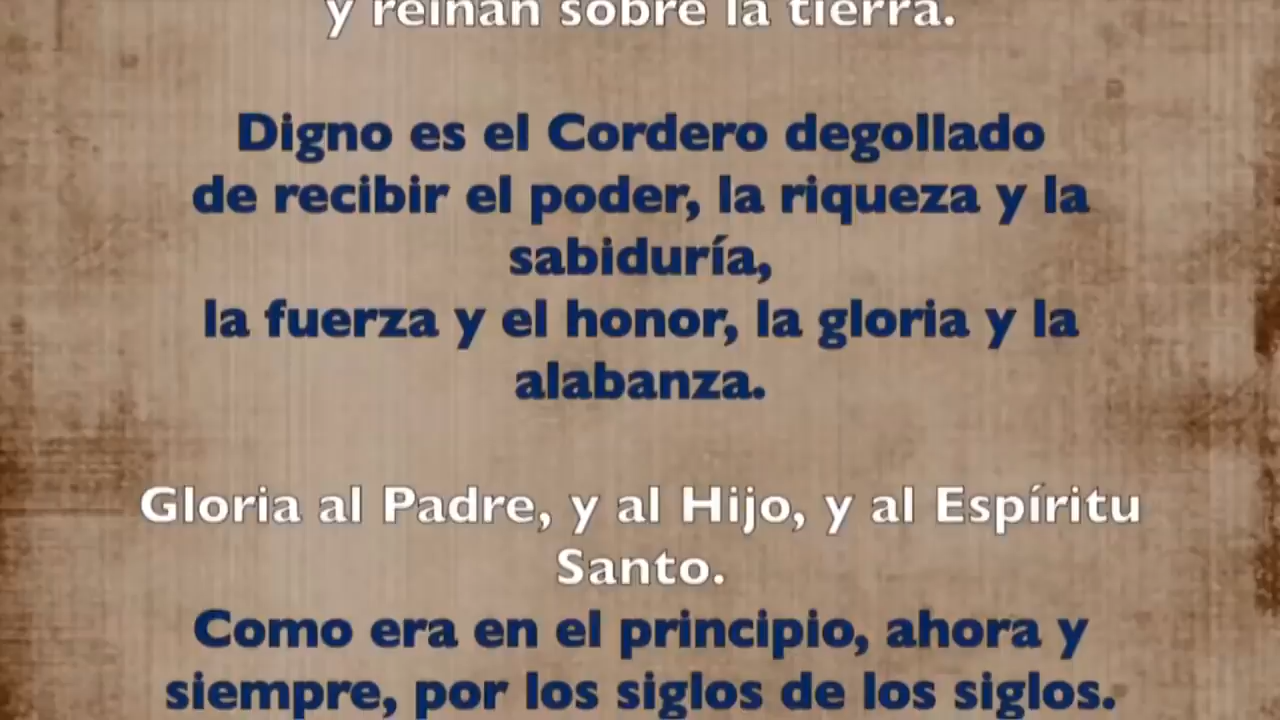 y reinan sobre la tierra.
Digno es el Cordero degollado
de recibir el poder, la riqueza y la
sabiduría,
la fuerza y el honor, la gloria y la
alabanza.
Gloria al Padre, y al Hijo, y al Espíritu
Santo.
Como era en el principio, ahora y
siempre, por los siglos de los siglos.